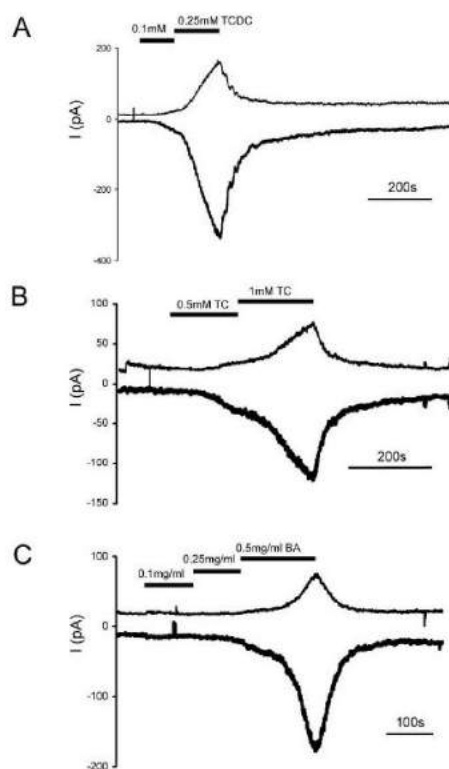 A
0.25mM TCDC
0.1mM
200
0
-200
-400
I (pA)
200s
B
1mM TC
0.5mM TC
100
50
0
-50
-100
-150
I (pA)
200s
C
0.5mg/ml BA
0.25mg/ml
0.1mg/ml
100
0
-100
-200
I (pA)
100s